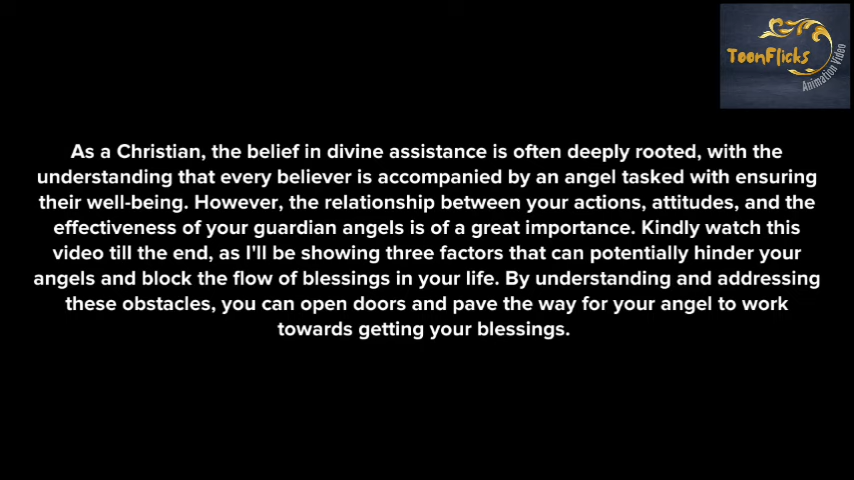 ToonFlicks
Animation Video
As a Christian, the belief in divine assistance is often deeply rooted, with the
understanding that every believer is accompanied by an angel tasked with ensuring
their well-being. However, the relationship between your actions, attitudes, and the
effectiveness of your guardian angels is of a great importance. Kindly watch this
video till the end, as I'll be showing three factors that can potentially hinder your
angels and block the flow of blessings in your life. By understanding and addressing
these obstacles, you can open doors and pave the way for your angel to work
towards getting your blessings.